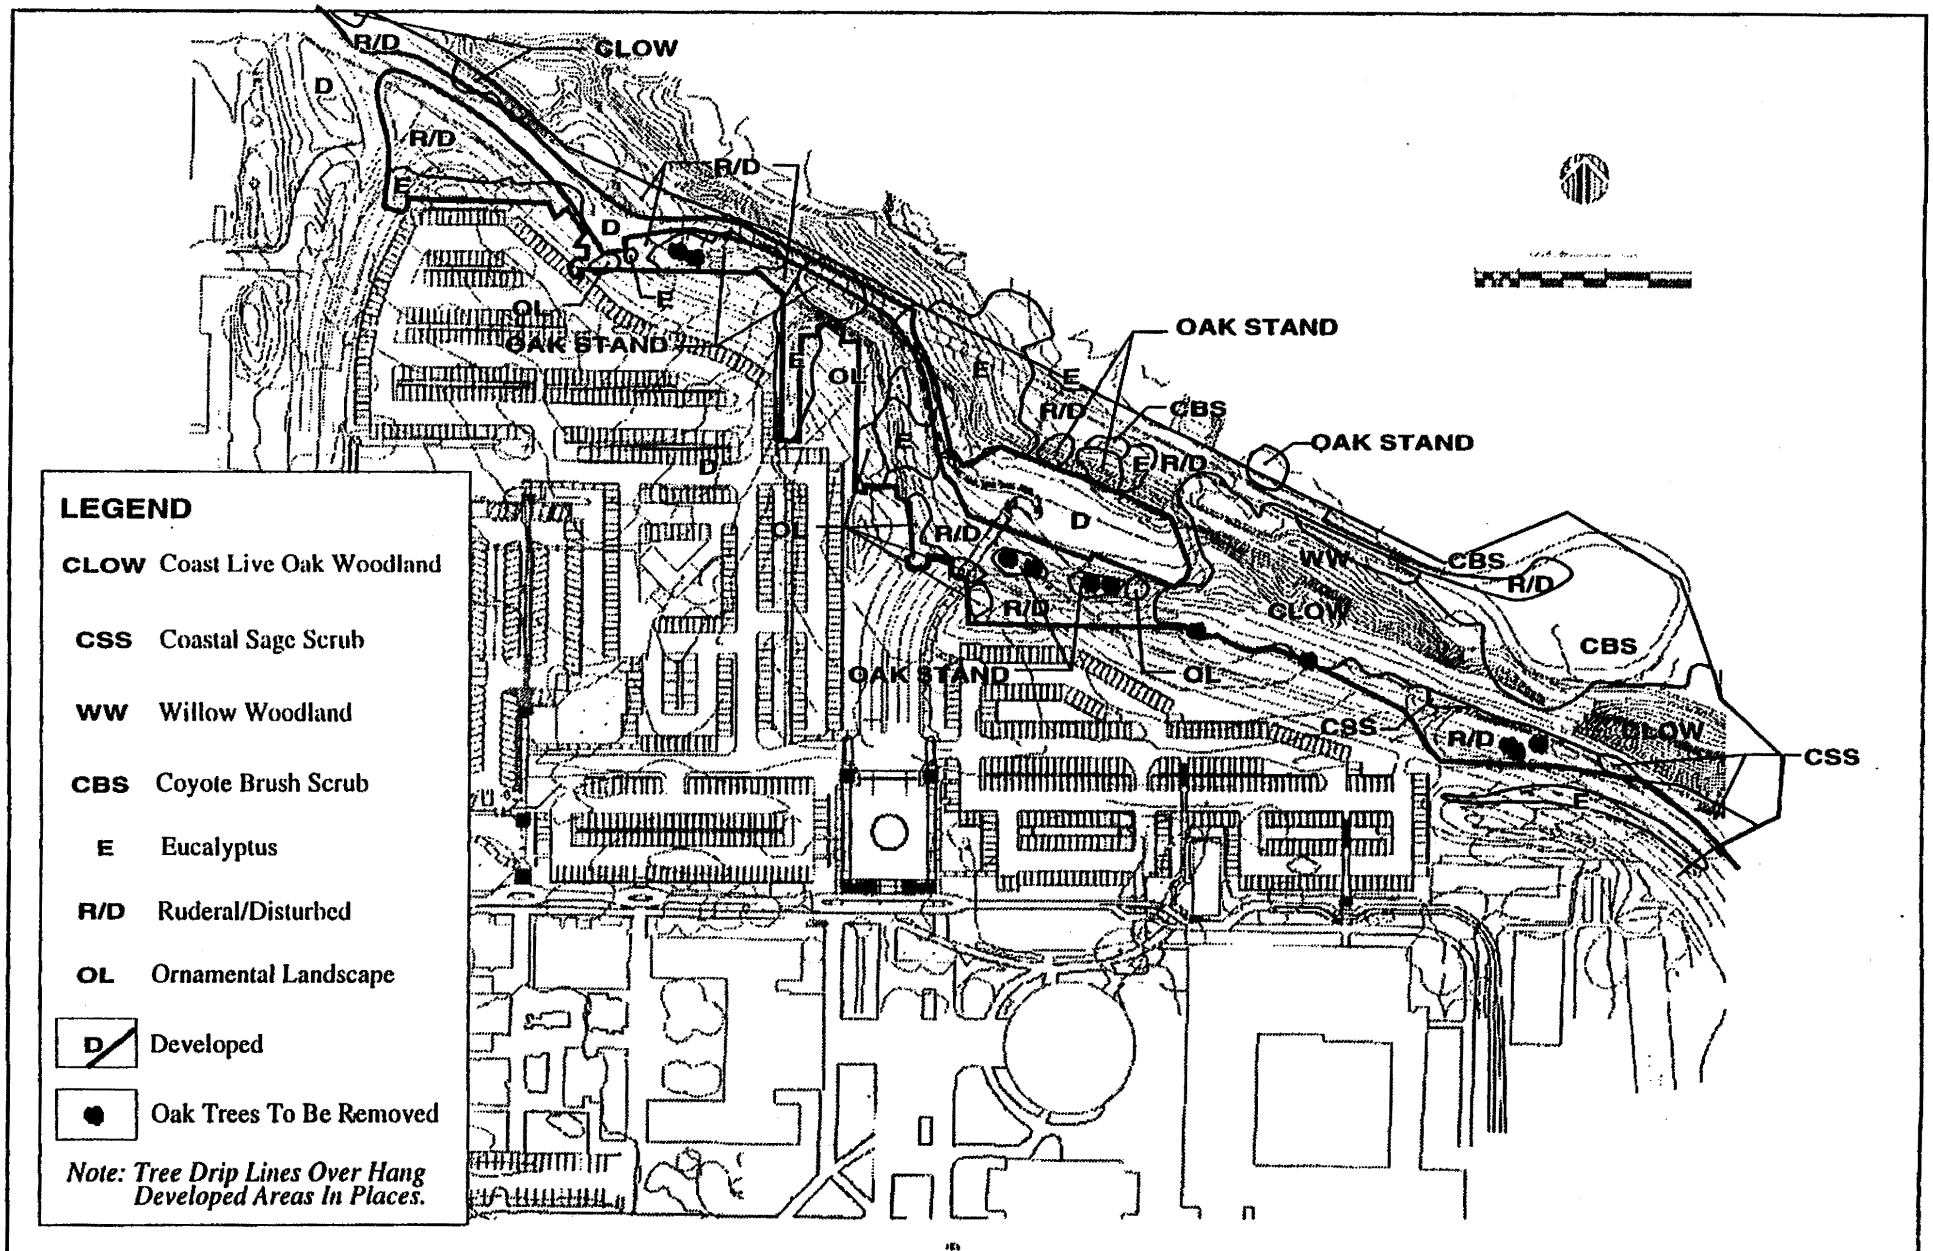 R/D
CLOW
D
R/D
R/D
E
D
OL
E
OAK STAND
OAK STAND
E
OL
E
E
R/D
CBS
OAK STAND
E
D
E
R/D
OL
R/D
D
WW
CBS
R/D
R/D
CLOW
CBS
OAK STAND
OL
CBS
R/D
CLOW
CSS
E
LEGEND
CLOW Coast Live Oak Woodland
CSS Coastal Sage Scrub
WW Willow Woodland
CBS Coyote Brush Scrub
E Eucalyptus
R/D Ruderal/Disturbed
OL Ornamental Landscape
D Developed
Oak Trees To Be Removed
Note: Tree Drip Lines Over Hang
Developed Areas In Places.